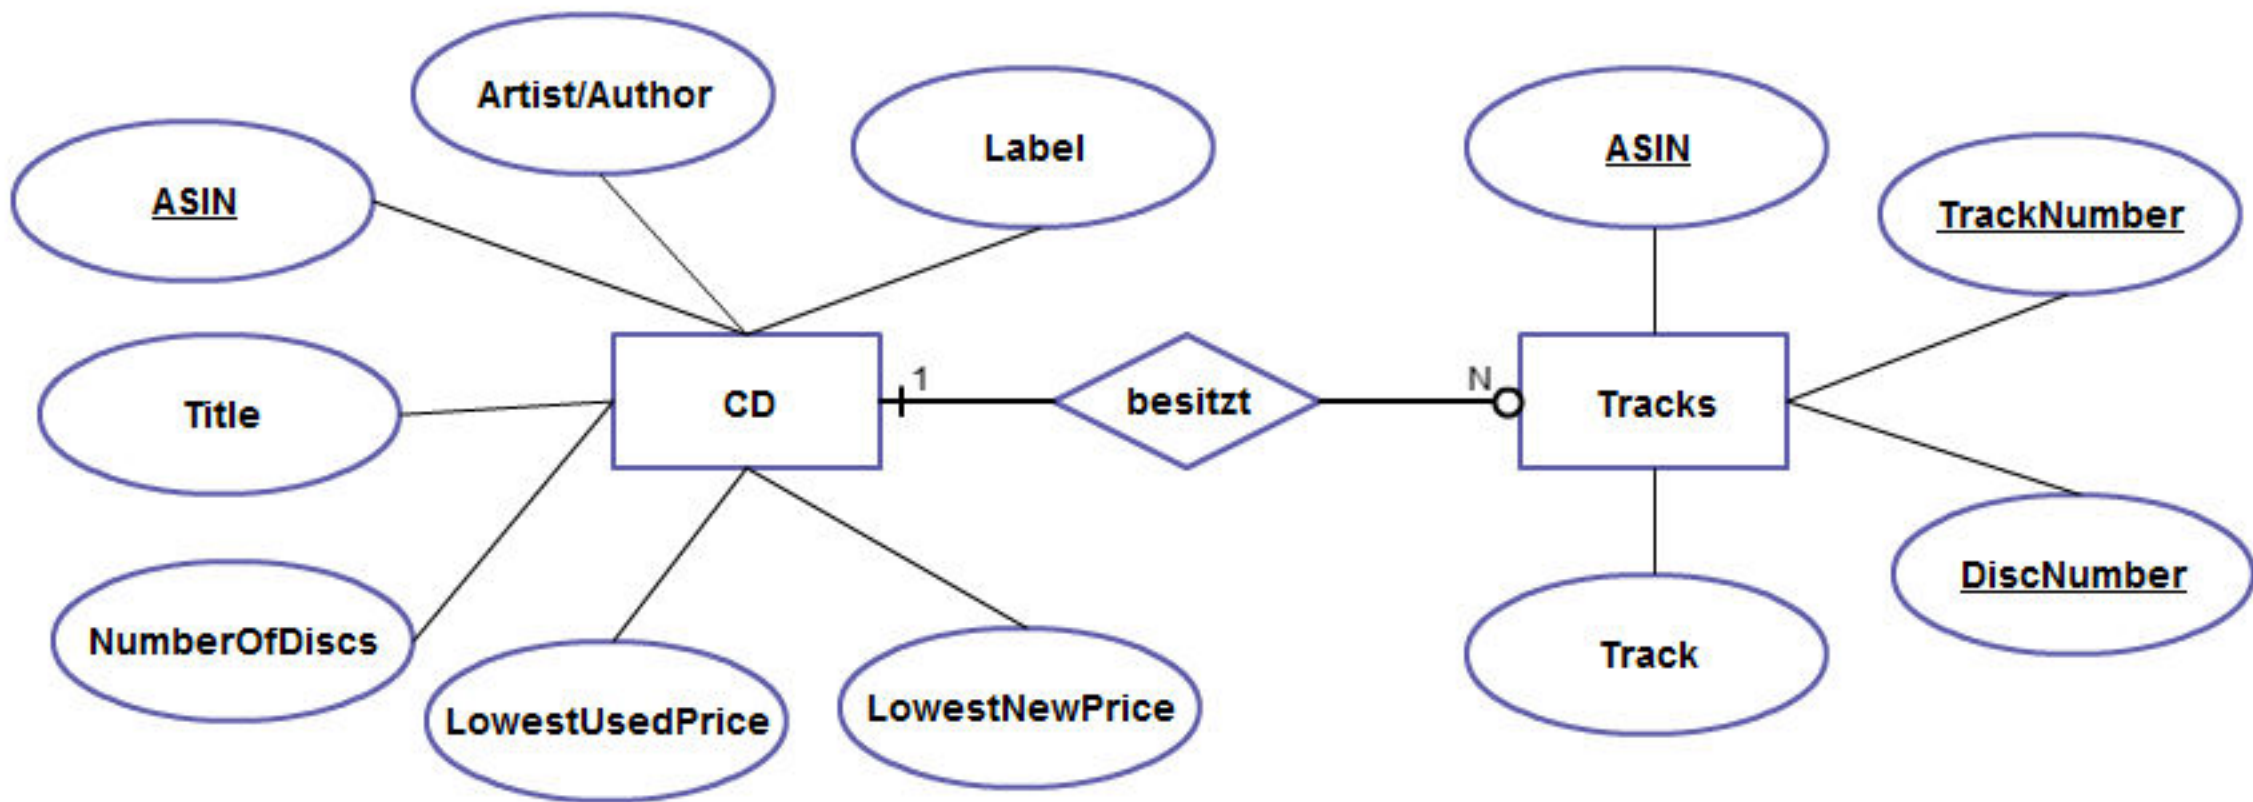 Artist/Author
Label
ASIN
ASIN
TrackNumber
Title
CD
1
besitzt
N
Tracks
NumberOfDiscs
LowestUsedPrice
LowestNewPrice
Track
DiscNumber